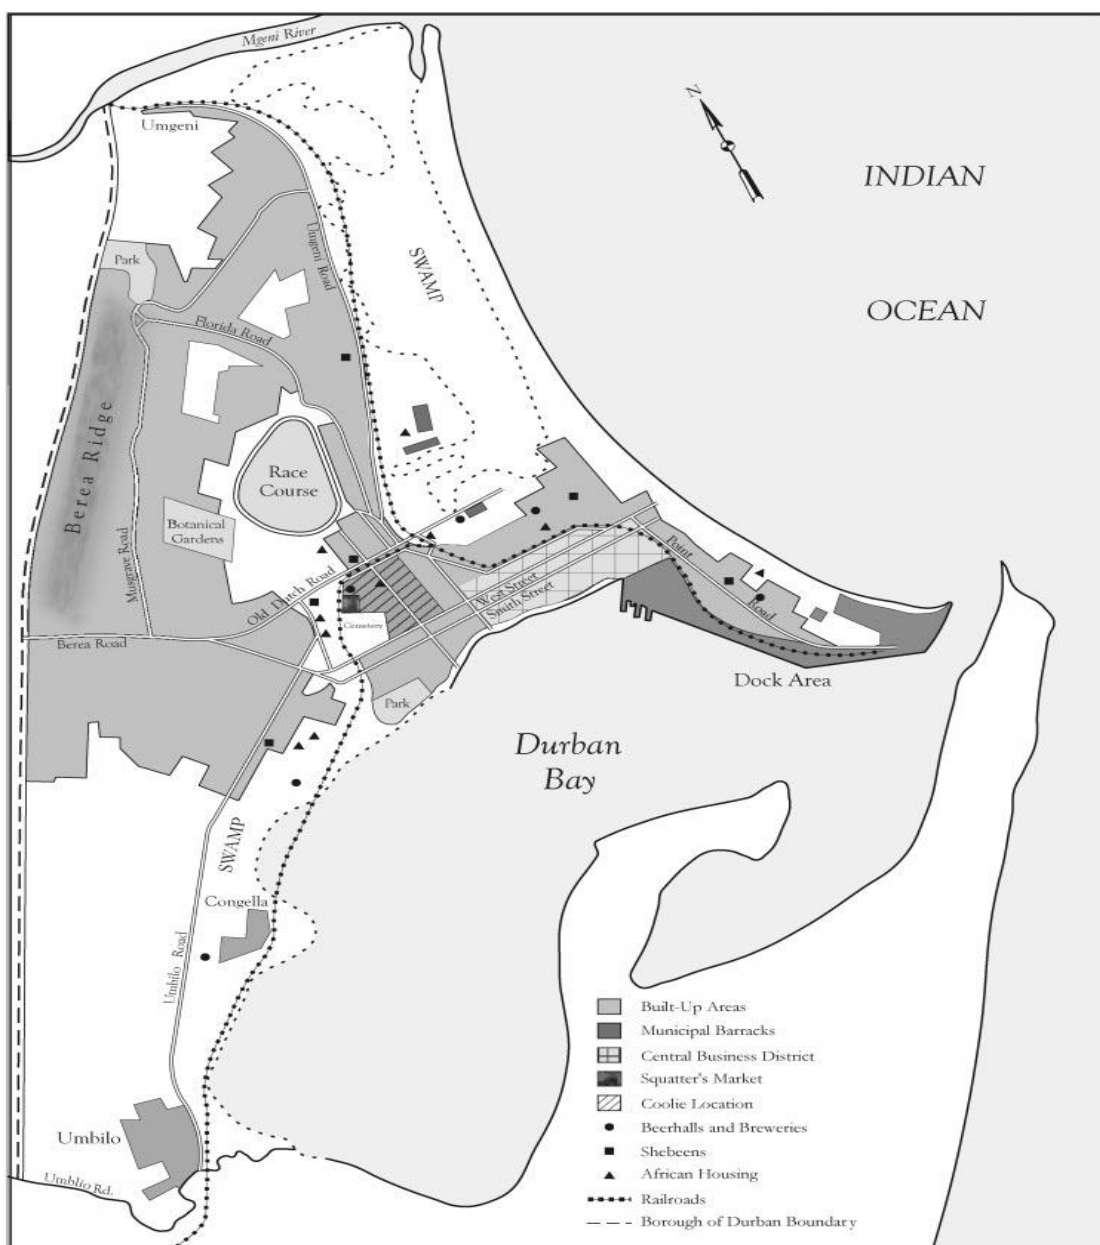 Mgeni River
N
Umgeni
INDIAN
OCEAN
SWAMP
Umgeni Road
Park
Florida Road
Berea Ridge
Race
Course
Botanical
Gardens
Musgrave Road
Old Dutch Road
West Street
Smith Street
Point
Road
Cemetery
Berea Road
Dock Area
Park
Durban
Bay
SWAMP
Congella
Umbilo Road
Umbilo
Umblio Rd.
Built-Up Areas
Municipal Barracks
Central Business District
Squatter's Market
Coolie Location
Beerhalls and Breweries
Shebeens
African Housing
Railroads
Borough of Durban Boundary